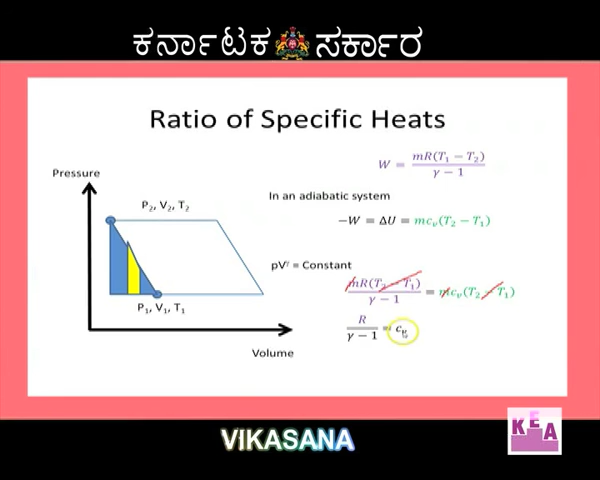 ಕರ್ನಾಟಕ ಸರ್ಕಾರ
Ratio of Specific Heats
W = mR(T₁ − T₂) / γ − 1
Pressure
P₂, V₂, T₂
In an adiabatic system
−W = ΔU = mcᵥ(T₂ − T₁)
pVᵞ = Constant
mR(T₂ − T₁) / γ − 1 = mcᵥ(T₂ − T₁)
P₁, V₁, T₁
R / γ − 1 = cᵥ
Volume
VIKASANA
KEA